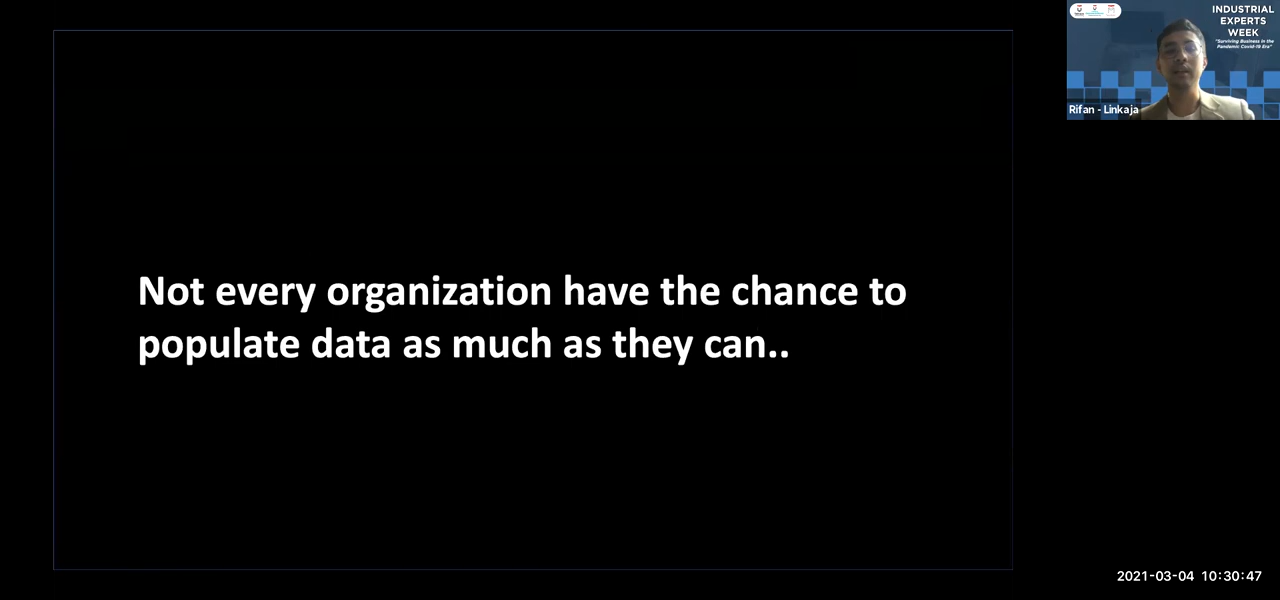 INDUSTRIAL
EXPERTS
WEEK
"Surviving Business in the
Pandemic Covid-19 Era"
Rifan - Linkaja
Not every organization have the chance to
populate data as much as they can..
2021-03-04 10:30:47